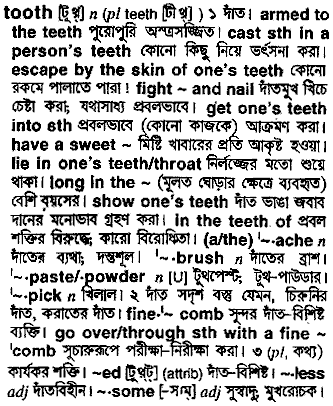 tooth [টূথ্] n (pl teeth [টীথ্]) ১ দাঁত। armed to
the teeth পুরোপুরি অস্ত্রসজ্জিত। cast sth in a
person's teeth কোনো কিছু নিয়ে ভর্ৎসনা করা।
escape by the skin of one's teeth কোনো
রকমে পালাতে পারা। fight ~ and nail দাঁতমুখ খিচে
চেষ্টা করা; যথাসাধ্য প্রবলভাবে। get one's teeth
into sth প্রবলভাবে (কোনো কাজকে) আক্রমণ করা।
have a sweet ~ মিষ্টি খাবারের প্রতি আকৃষ্ট হওয়া।
lie in one's teeth/throat নির্লজ্জের মতো শুয়ে
থাকা। long in the ~ (মূলত ঘোড়ার ক্ষেত্রে ব্যবহৃত)
বেশি বয়সের। show one's teeth দাঁত ভাঙা জবাব
দানের মনোভাব গ্রহণ করা। in the teeth of প্রবল
শক্তির বিরুদ্ধে; কারো বিরোধিতা। (a/the) '~·ache n
দাঁতের ব্যথা; দন্তশূল। '~·brush n দাঁতের ব্রাশ।
'~·paste/·powder n [U] টুথপেস্ট; টুথ-পাউডার।
'~·pick n খিলাল। ২ দাঁত সদৃশ বস্তু যেমন, চিরুনির
দাঁত, করাতের দাঁত। fine-'~ comb সুন্দর দাঁত-বিশিষ্ট
ব্যক্তি। go over/through sth with a fine ~
'comb সুচারুরূপে পরীক্ষা-নিরীক্ষা করা। ৩ (pl, কথ্য)
কার্যকর শক্তি। ~ed [টূথ্‌ট্] (attrib) দাঁত-বিশিষ্ট। ~·less
adj দাঁতবিহীন। ~·some [-সাম্] adj সুস্বাদু; মুখরোচক।